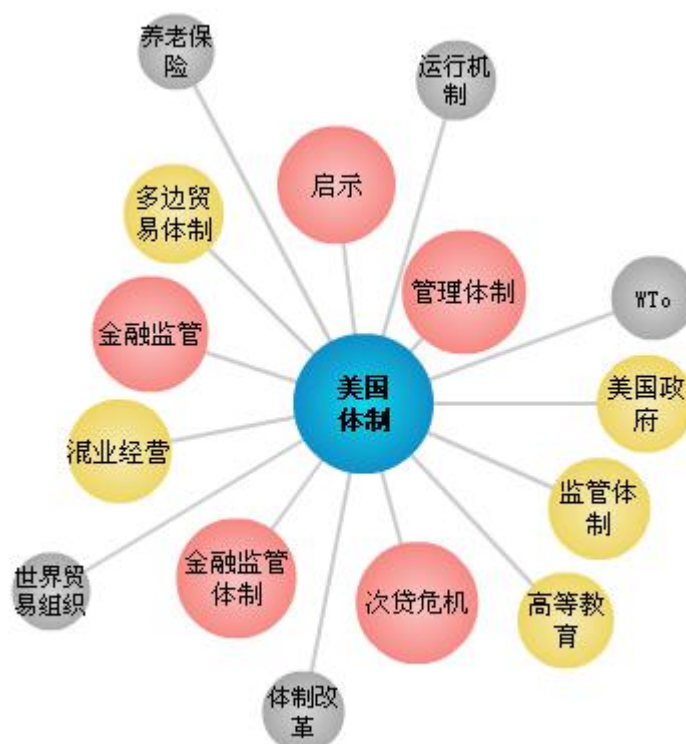 养老保
险
运行机
制
启示
多边贸
易体制
管理体制
WTo
金融监管
美国
体制
美国政
府
混业经营
监管体
制
金融监管
体制
世界贸
易组织
次贷危机
高等教
育
体制改
革